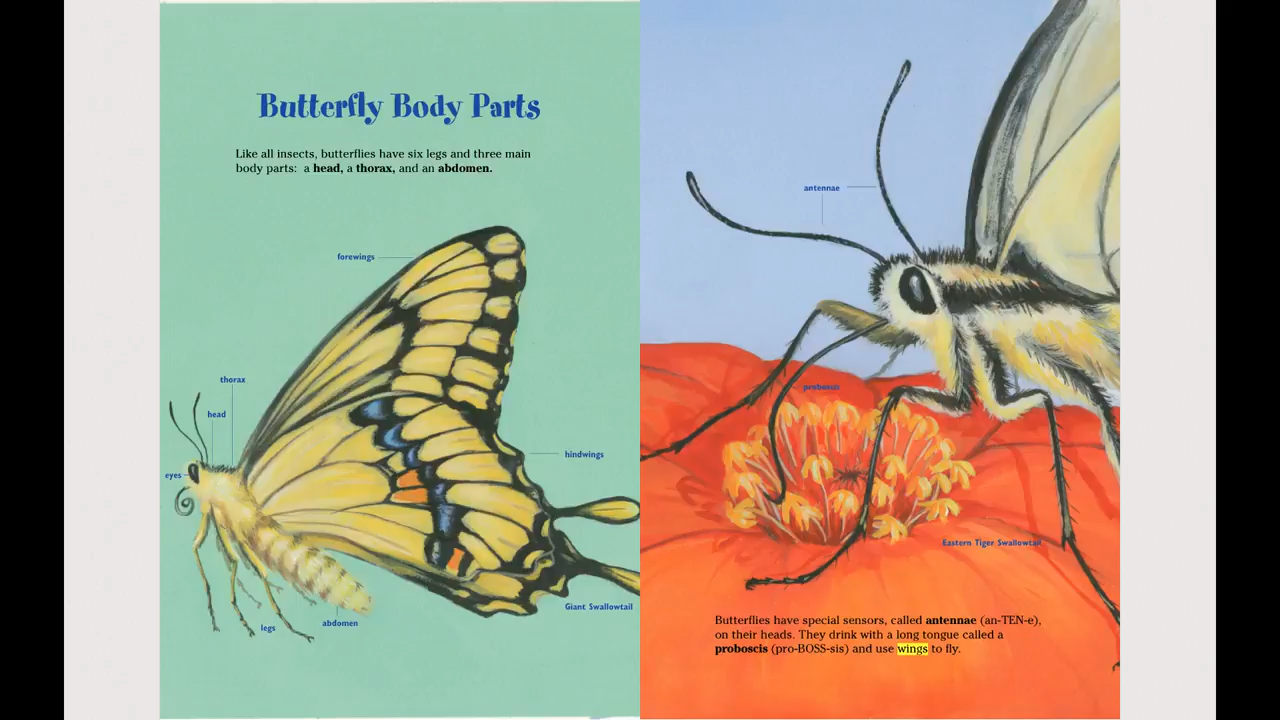 Butterfly Body Parts
Like all insects, butterflies have six legs and three main
body parts:  a head, a thorax, and an abdomen.
forewings
thorax
head
eyes
hindwings
Giant Swallowtail
abdomen
legs
antennae
proboscis
Eastern Tiger Swallowtail
Butterflies have special sensors, called antennae (an-TEN-e),
on their heads. They drink with a long tongue called a
proboscis (pro-BOSS-sis) and use wings to fly.